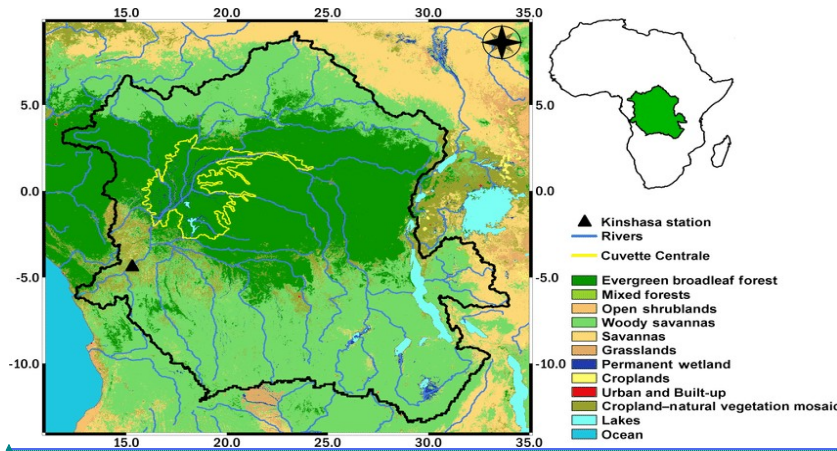 15.0 20.0 25.0 30.0 35.0
5.0
0.0
-5.0
-10.0
5.0
0.0
-5.0
-10.0
15.0 20.0 25.0 30.0 35.0
Kinshasa station
Rivers
Cuvette Centrale
Evergreen broadleaf forest
Mixed forests
Open shrublands
Woody savannas
Savannas
Grasslands
Permanent wetland
Croplands
Urban and Built-up
Cropland–natural vegetation mosaic
Lakes
Ocean